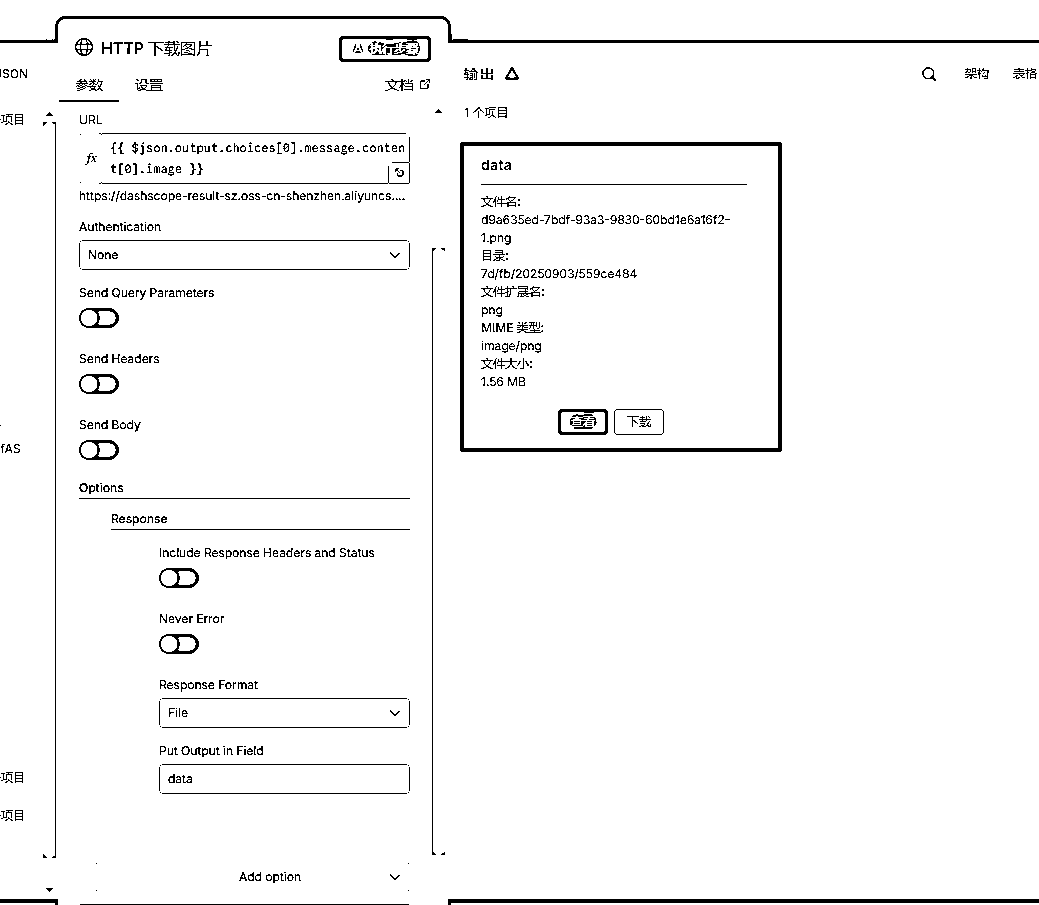 HTTP 下载图片
执行步骤
JSON
参数
设置
文档
项目
URL
fx
{{ $json.output.choices[0].message.conten
t[0].image }}
https://dashscope-result-sz.oss-cn-shenzhen.aliyuncs....
Authentication
None
Send Query Parameters
Send Headers
Send Body
fAS
Options
Response
Include Response Headers and Status
Never Error
Response Format
File
Put Output in Field
data
项目
项目
Add option
输出
架构
表格
1 个项目
data
文件名:
d9a635ed-7bdf-93a3-9830-60bd1e6a16f2-
1.png
目录:
7d/fb/20250903/559ce484
文件扩展名:
png
MIME 类型:
image/png
文件大小:
1.56 MB
查看
下载